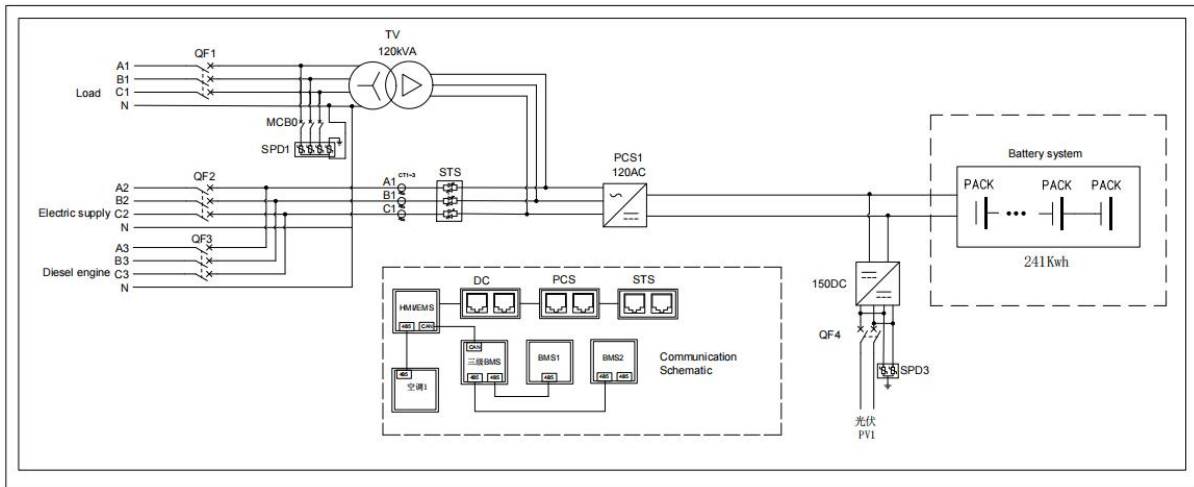 TV
120kVA
QF1
A1
B1
C1
N
Load
MCB0
SPD1
QF2
A2
B2
Electric supply C2
N
QF3
A3
B3
Diesel engine C3
N
CT1~3
A1
B1
C1
STS
PCS1
120AC
Battery system
PACK
PACK
PACK
241Kwh
150DC
QF4
SPD3
光伏
PV1
DC
PCS
STS
HMI/EMS
485
CAN
CAN
三级BMS
485
485
BMS1
485
BMS2
485
485
485
空调1
Communication
Schematic